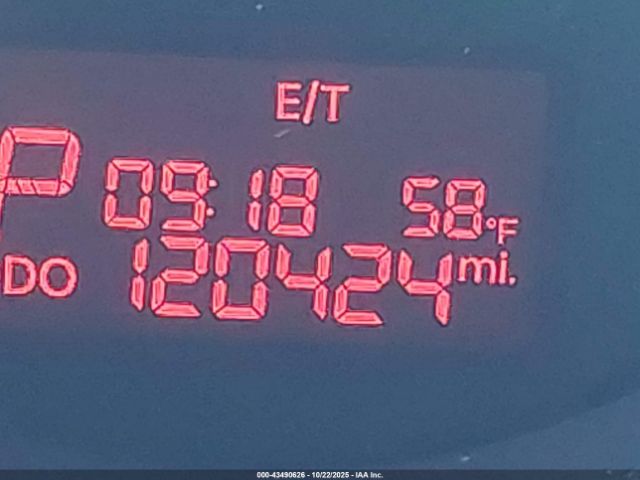 E/T
P 09:18 58°F
DO 120424 mi.
000-43490626 - 10/22/2025 - IAA Inc.